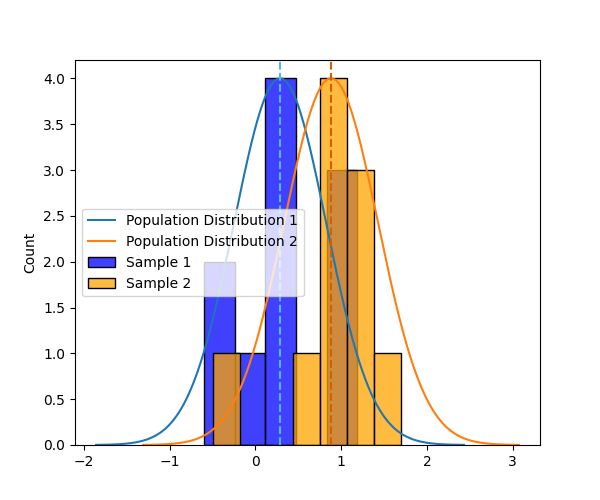 4.0
3.5
3.0
2.5
2.0
1.5
1.0
0.5
0.0
Count
Population Distribution 1
Population Distribution 2
Sample 1
Sample 2
−2 −1 0 1 2 3